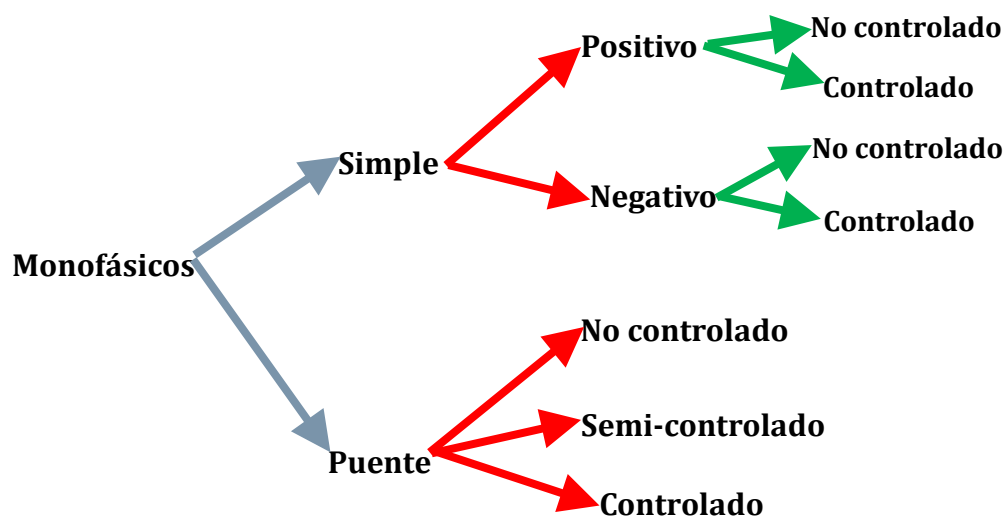 Monofásicos
Simple
Positivo
No controlado
Controlado
Negativo
No controlado
Controlado
Puente
No controlado
Semi-controlado
Controlado